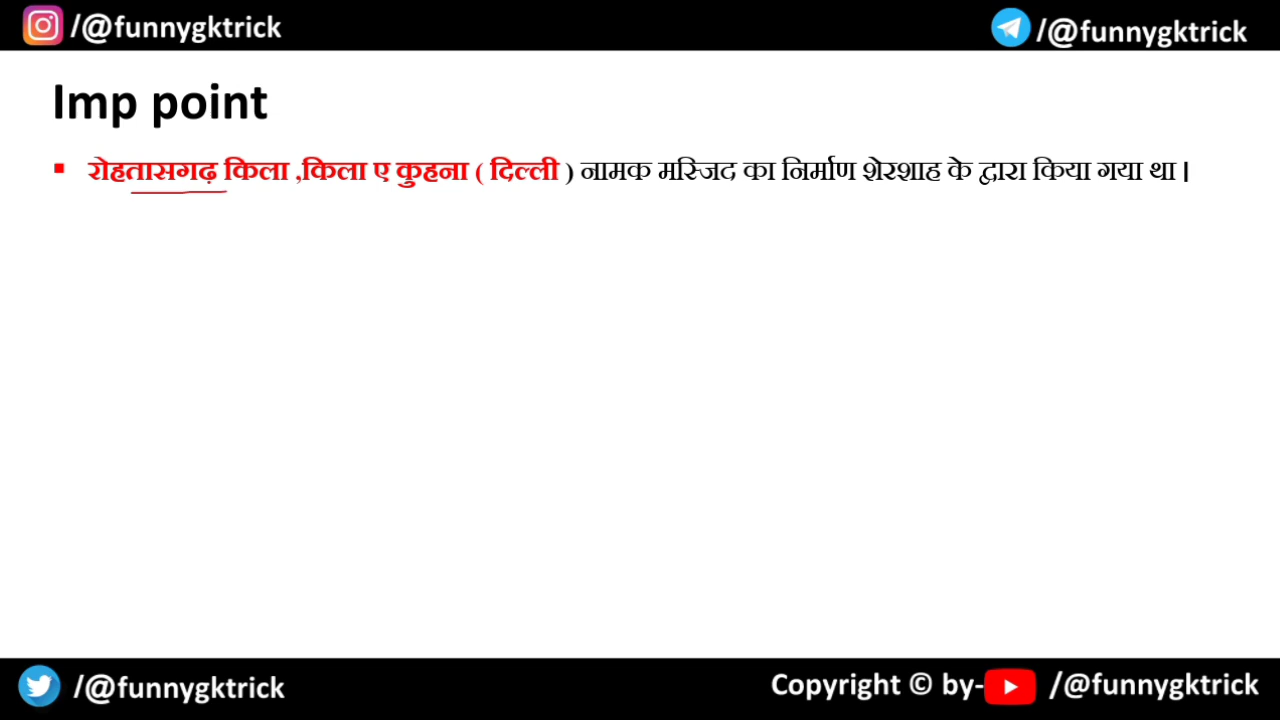 /@funnygktrick
/@funnygktrick
Imp point
▪ रोहतासगढ़ किला ,किला ए कुहना ( दिल्ली ) नामक मस्जिद का निर्माण शेरशाह के द्वारा किया गया था |
/@funnygktrick
Copyright © by- /@funnygktrick